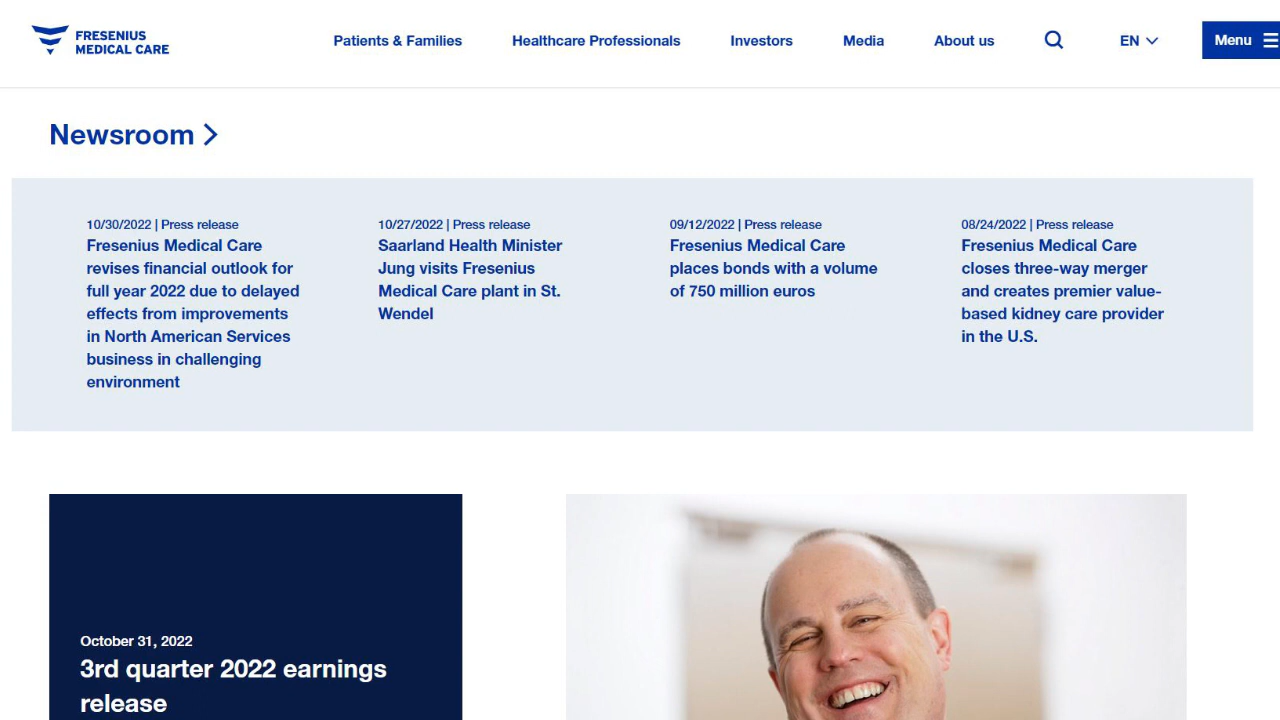 FRESENIUS
MEDICAL CARE
Patients & Families
Healthcare Professionals
Investors
Media
About us
EN
Menu
Newsroom
10/30/2022 | Press release
Fresenius Medical Care
revises financial outlook for
full year 2022 due to delayed
effects from improvements
in North American Services
business in challenging
environment
10/27/2022 | Press release
Saarland Health Minister
Jung visits Fresenius
Medical Care plant in St.
Wendel
09/12/2022 | Press release
Fresenius Medical Care
places bonds with a volume
of 750 million euros
08/24/2022 | Press release
Fresenius Medical Care
closes three-way merger
and creates premier value-
based kidney care provider
in the U.S.
October 31, 2022
3rd quarter 2022 earnings
release